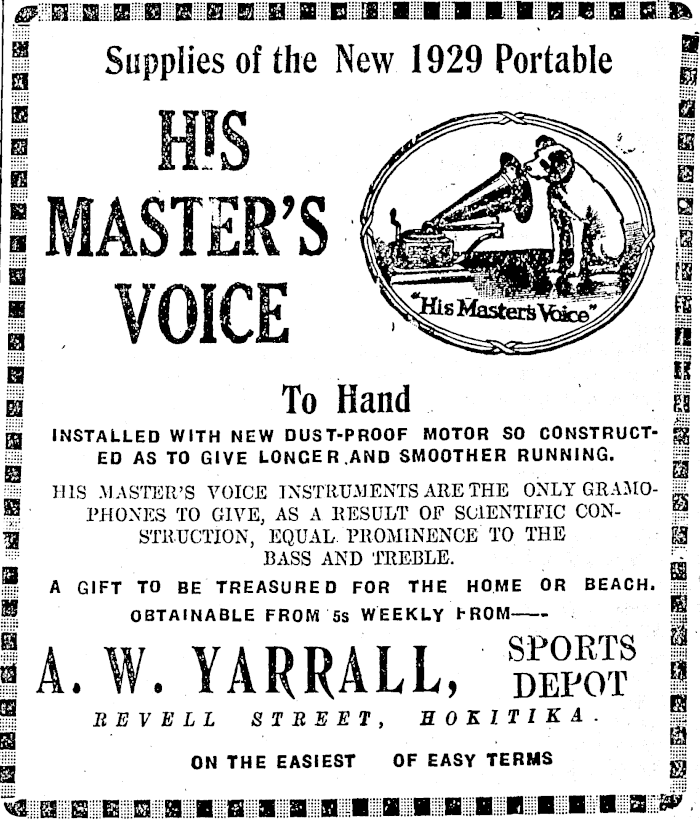 Supplies of the New 1929 Portable
HIS
MASTER'S
VOICE
"His Master's Voice"
To Hand
INSTALLED WITH NEW DUST-PROOF MOTOR SO CONSTRUCT-
ED AS TO GIVE LONGER AND SMOOTHER RUNNING.
HIS MASTER'S VOICE INSTRUMENTS ARE THE ONLY GRAMO-
PHONES TO GIVE, AS A RESULT OF SCIENTIFIC CON-
STRUCTION, EQUAL PROMINENCE TO THE
BASS AND TREBLE.
A GIFT TO BE TREASURED FOR THE HOME OR BEACH.
OBTAINABLE FROM 5s WEEKLY FROM——
A. W. YARRALL, SPORTS DEPOT
REVELL STREET, HOKITIKA.
ON THE EASIEST OF EASY TERMS